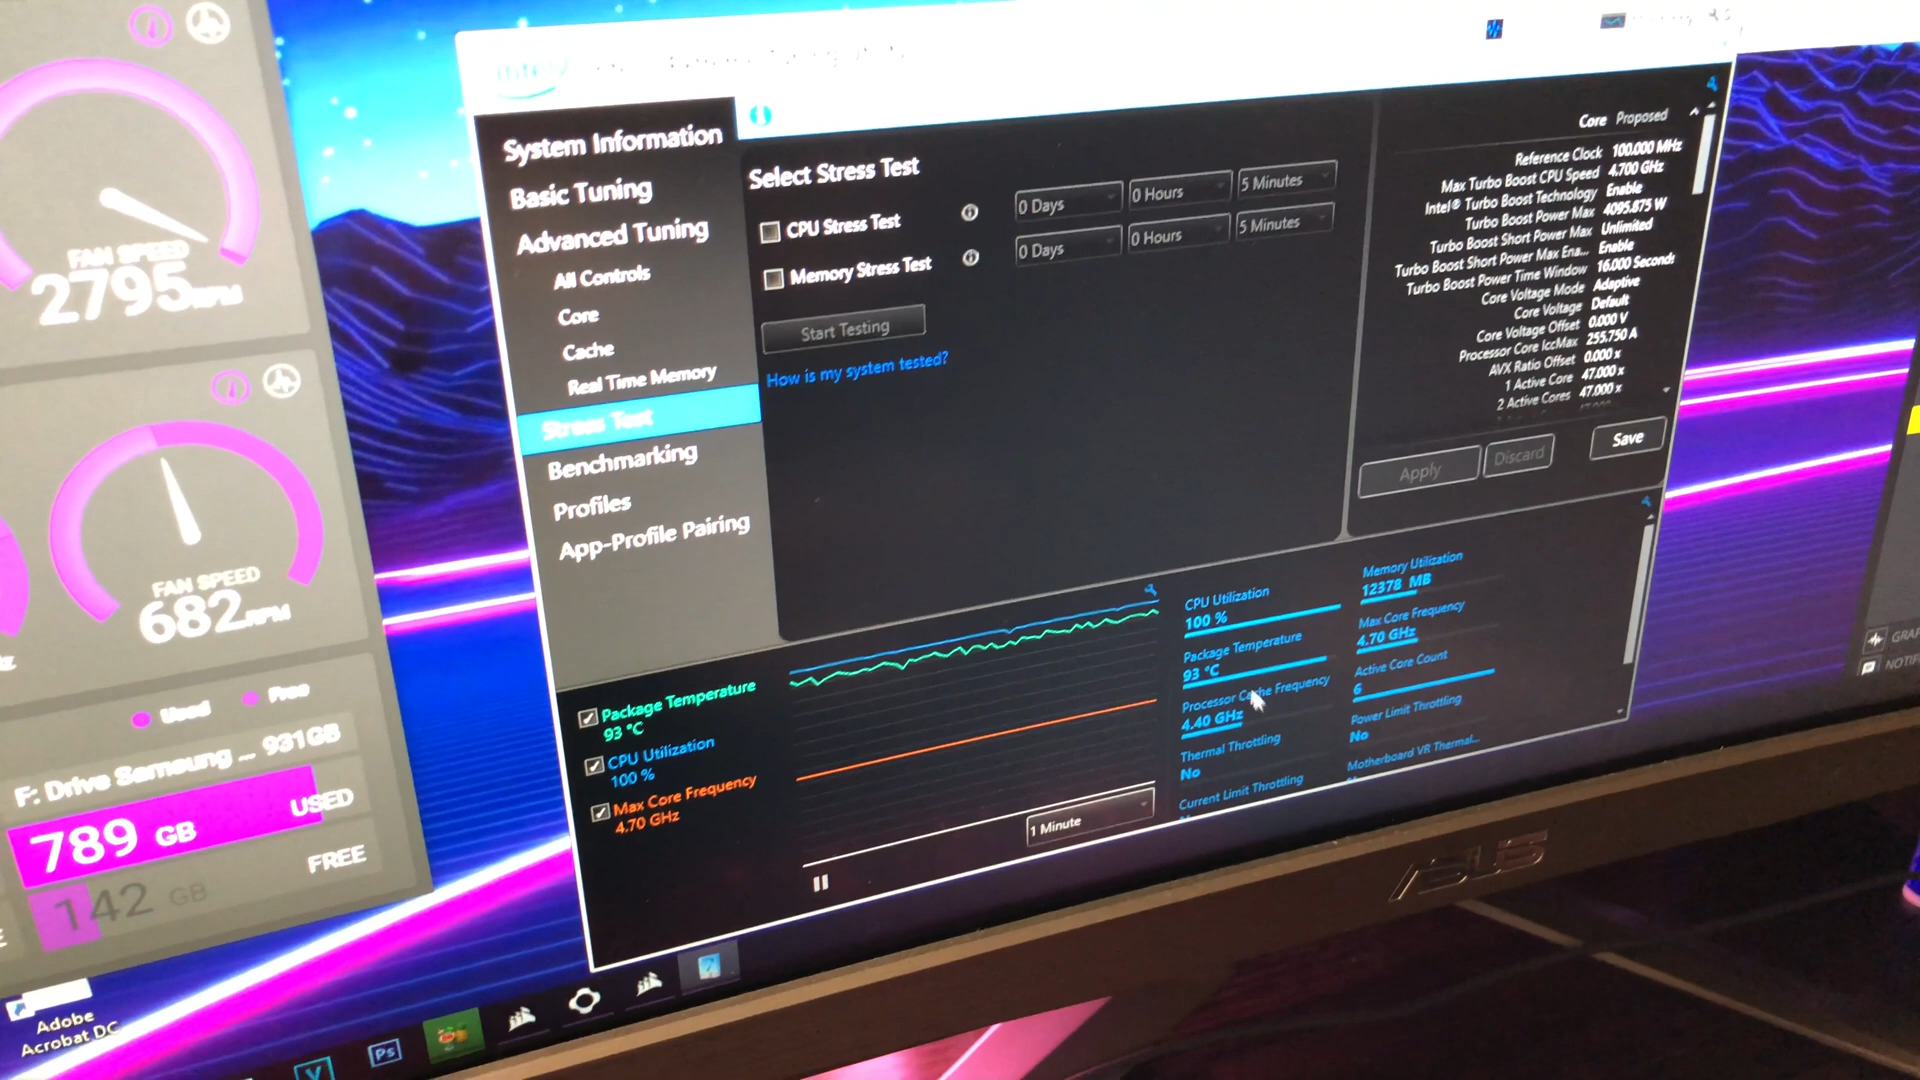 FAN SPEED
2795RPM
FAN SPEED
682RPM
Used
Free
F: Drive Samsung ... 931GB
789 GB
USED
142 GB
FREE
Adobe
Acrobat DC
Ps
intel
System Information
Basic Tuning
Advanced Tuning
All Controls
Core
Cache
Real Time Memory
Stress Test
Benchmarking
Profiles
App-Profile Pairing
Select Stress Test
CPU Stress Test
0 Days
0 Hours
5 Minutes
Memory Stress Test
0 Days
0 Hours
5 Minutes
Start Testing
How is my system tested?
Core Proposed
Reference Clock 100.000 MHz
Max Turbo Boost CPU Speed 4.700 GHz
Intel® Turbo Boost Technology Enable
Turbo Boost Power Max 4095.875 W
Turbo Boost Short Power Max Unlimited
Turbo Boost Short Power Max Ena... Enable
Turbo Boost Power Time Window 16.000 Seconds
Core Voltage Mode Adaptive
Core Voltage Default
Core Voltage Offset 0.000 V
Processor Core IccMax 255.750 A
AVX Ratio Offset 0.000 x
1 Active Core 47.000 x
2 Active Cores 47.000 x
Apply
Discard
Save
Package Temperature
93 °C
CPU Utilization
100 %
Max Core Frequency
4.70 GHz
1 Minute
CPU Utilization
100 %
Package Temperature
93 °C
Processor Cache Frequency
4.40 GHz
Thermal Throttling
No
Current Limit Throttling
Memory Utilization
12378 MB
Max Core Frequency
4.70 GHz
Active Core Count
6
Power Limit Throttling
No
Motherboard VR Thermal...
ASUS